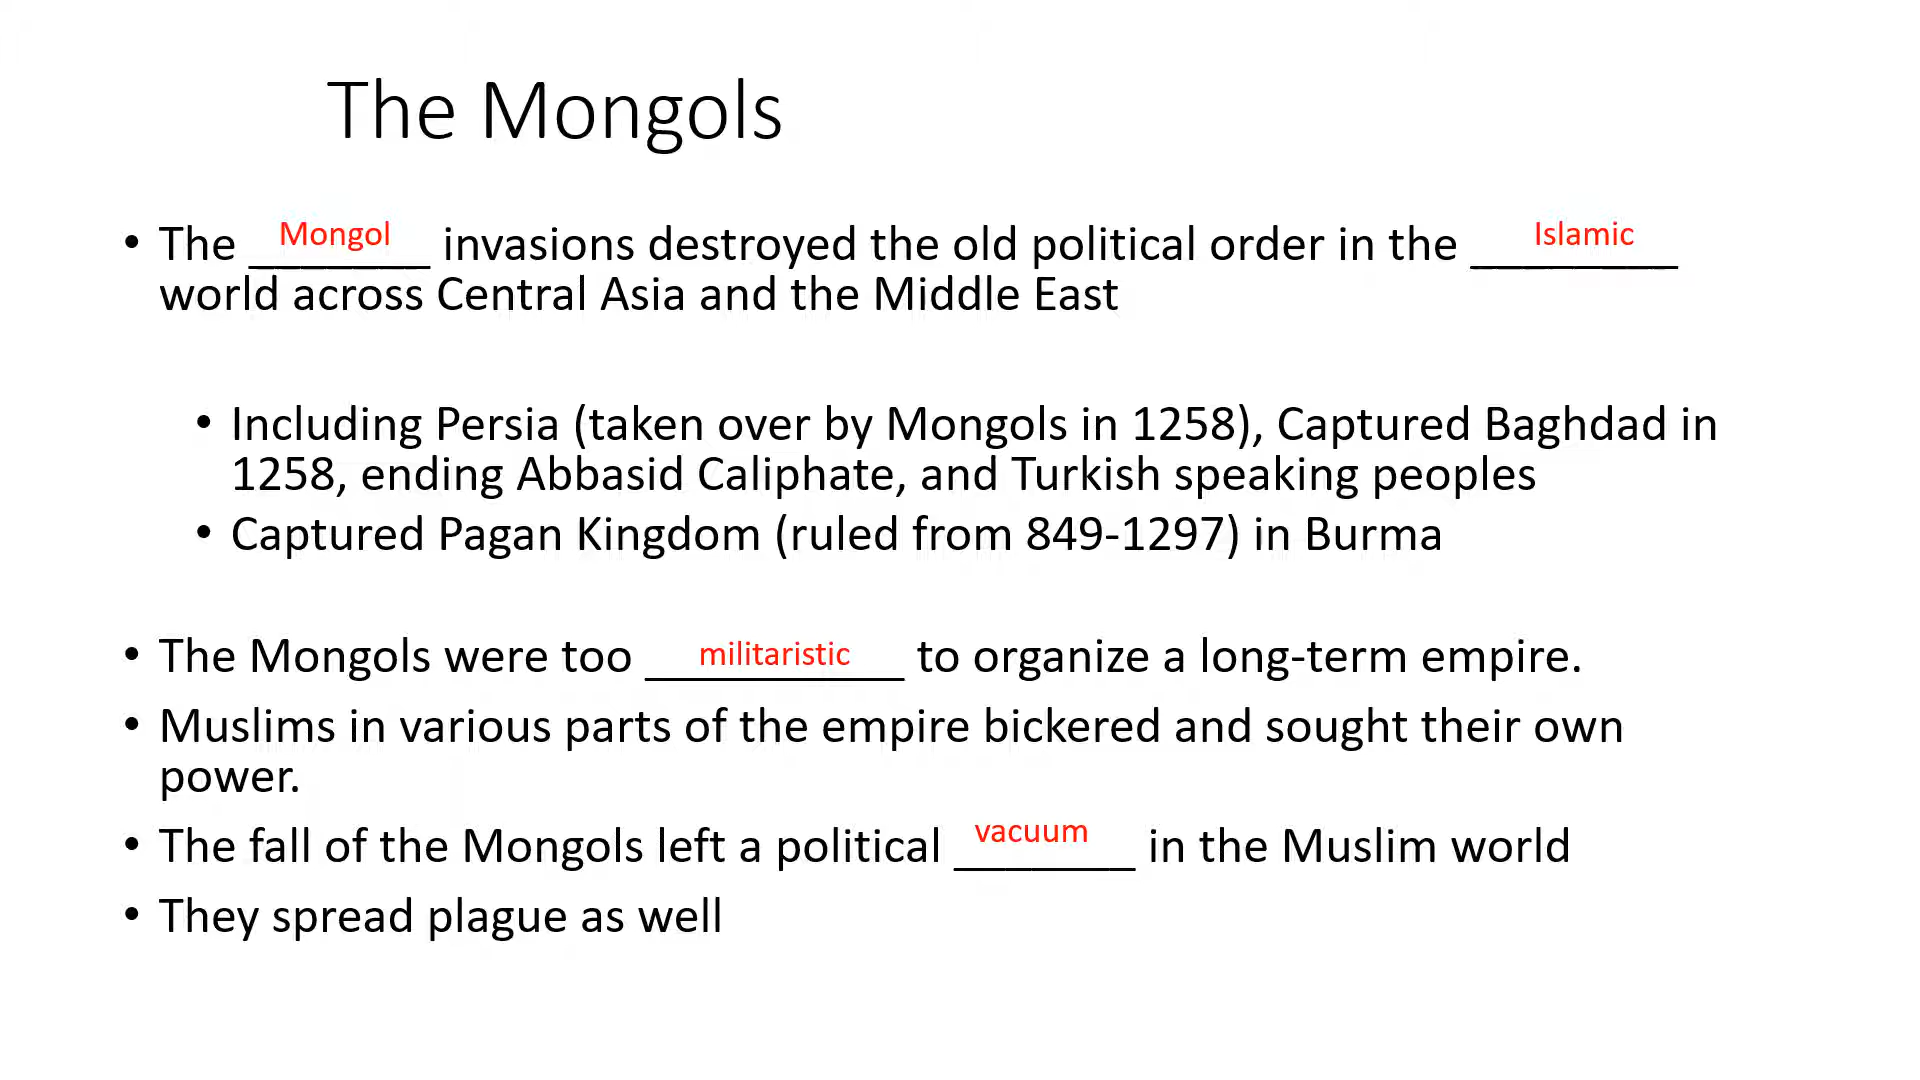 The Mongols
• The Mongol invasions destroyed the old political order in the Islamic
world across Central Asia and the Middle East
• Including Persia (taken over by Mongols in 1258), Captured Baghdad in
1258, ending Abbasid Caliphate, and Turkish speaking peoples
• Captured Pagan Kingdom (ruled from 849-1297) in Burma
• The Mongols were too militaristic to organize a long-term empire.
• Muslims in various parts of the empire bickered and sought their own
power.
• The fall of the Mongols left a political vacuum in the Muslim world
• They spread plague as well